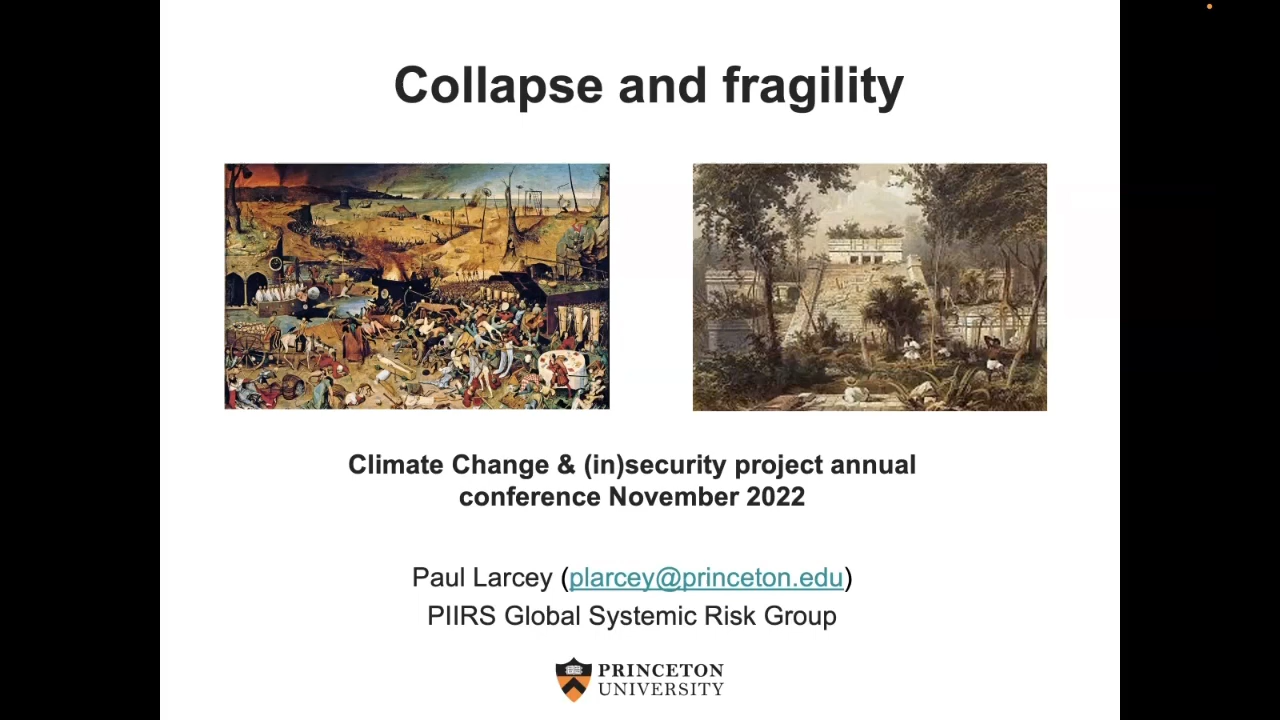 Collapse and fragility
Climate Change & (in)security project annual
conference November 2022
Paul Larcey (plarcey@princeton.edu)
PIIRS Global Systemic Risk Group
PRINCETON
UNIVERSITY